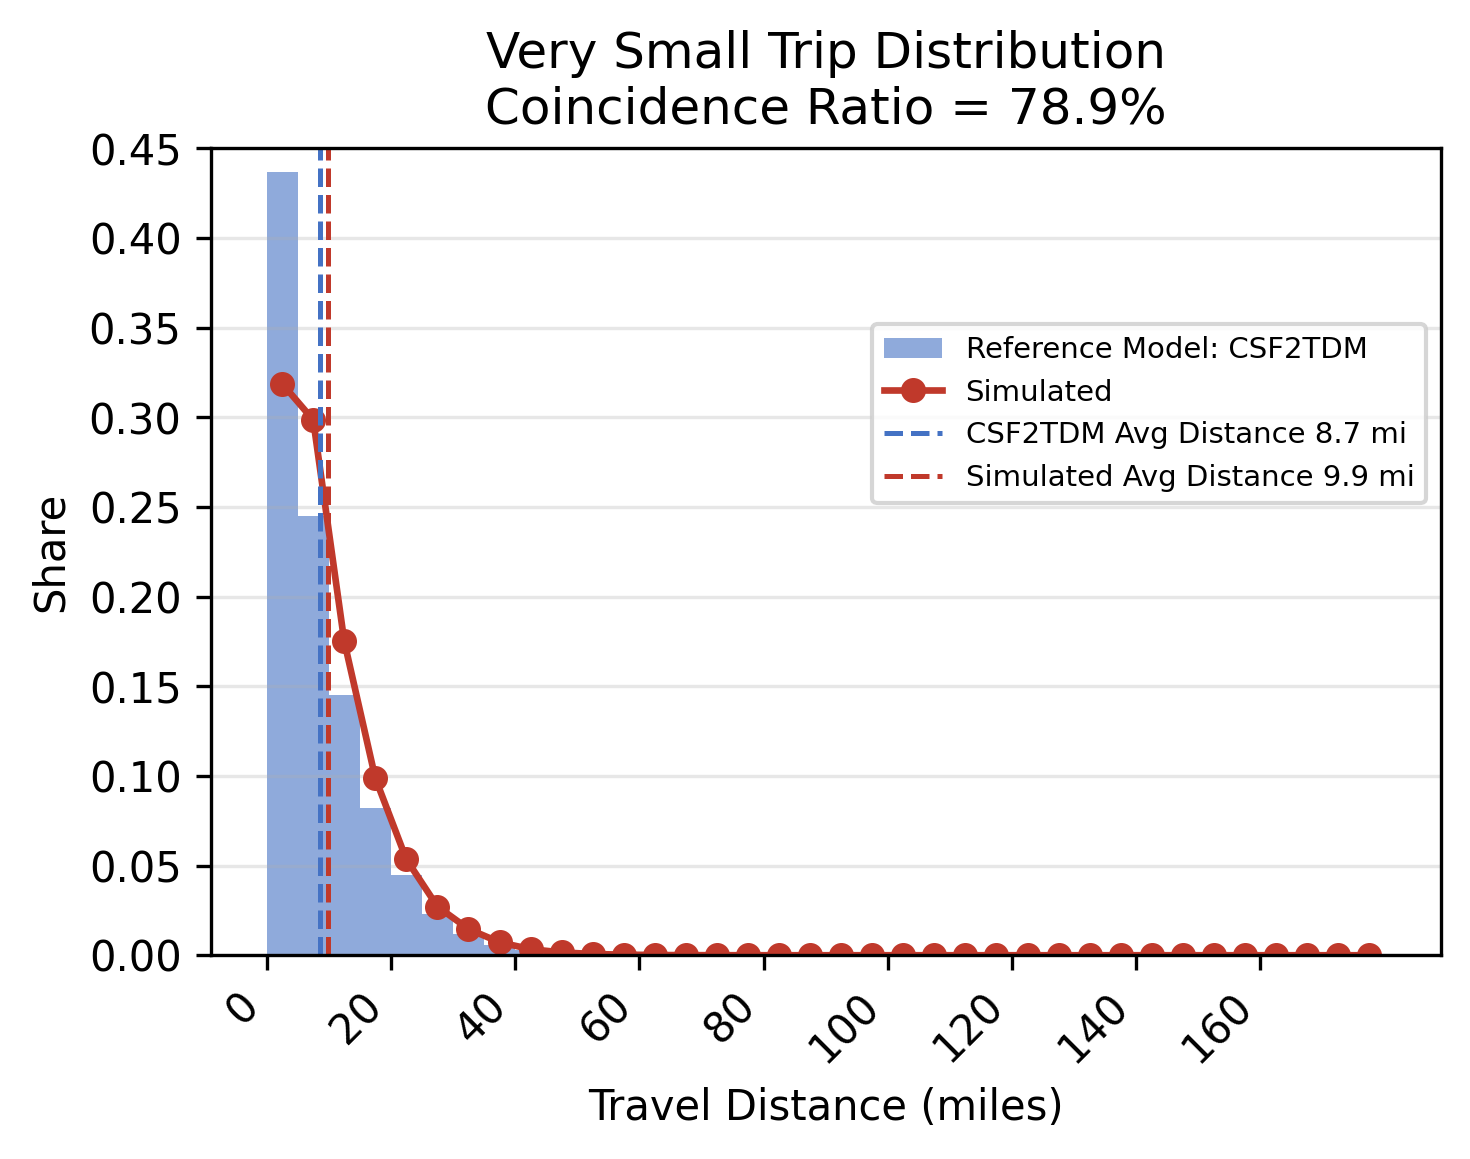 Very Small Trip Distribution
Coincidence Ratio = 78.9%
0.45
0.40
0.35
0.30
0.25
0.20
0.15
0.10
0.05
0.00
Share
Reference Model: CSF2TDM
Simulated
CSF2TDM Avg Distance 8.7 mi
Simulated Avg Distance 9.9 mi
0 20 40 60 80 100 120 140 160
Travel Distance (miles)